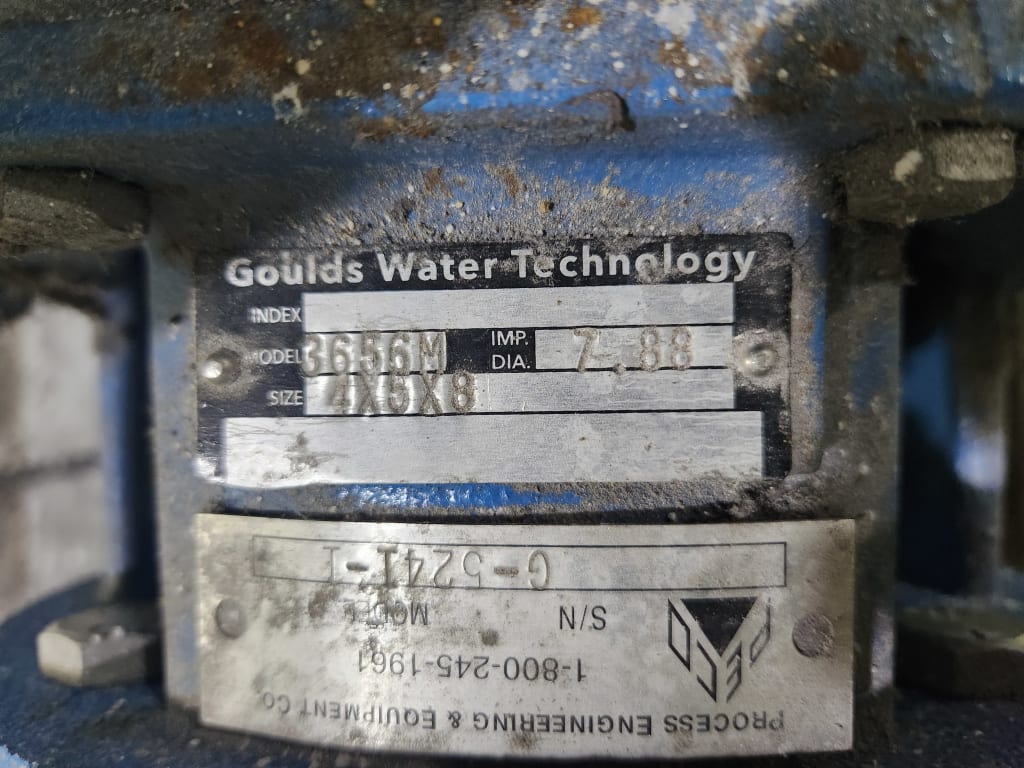 Goulds Water Technology
INDEX
MODEL 3656M IMP. DIA. 7.88
SIZE 4X5X8
PROCESS ENGINEERING & EQUIPMENT CO.
PECO
1-800-245-1961
S/N MODEL
G-5241-1